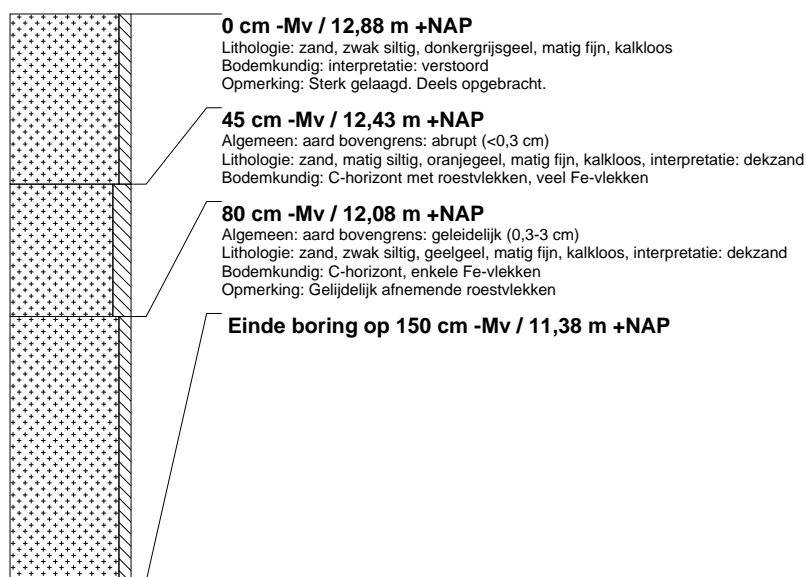 0 cm -Mv / 12,88 m +NAP
Lithologie: zand, zwak siltig, donkergrijsgeel, matig fijn, kalkloos
Bodemkundig: interpretatie: verstoord
Opmerking: Sterk gelaagd. Deels opgebracht.
45 cm -Mv / 12,43 m +NAP
Algemeen: aard bovengrens: abrupt (<0,3 cm)
Lithologie: zand, matig siltig, oranjegeel, matig fijn, kalkloos, interpretatie: dekzand
Bodemkundig: C-horizont met roestvlekken, veel Fe-vlekken
80 cm -Mv / 12,08 m +NAP
Algemeen: aard bovengrens: geleidelijk (0,3-3 cm)
Lithologie: zand, zwak siltig, geelgeel, matig fijn, kalkloos, interpretatie: dekzand
Bodemkundig: C-horizont, enkele Fe-vlekken
Opmerking: Gelijdelijk afnemende roestvlekken
Einde boring op 150 cm -Mv / 11,38 m +NAP